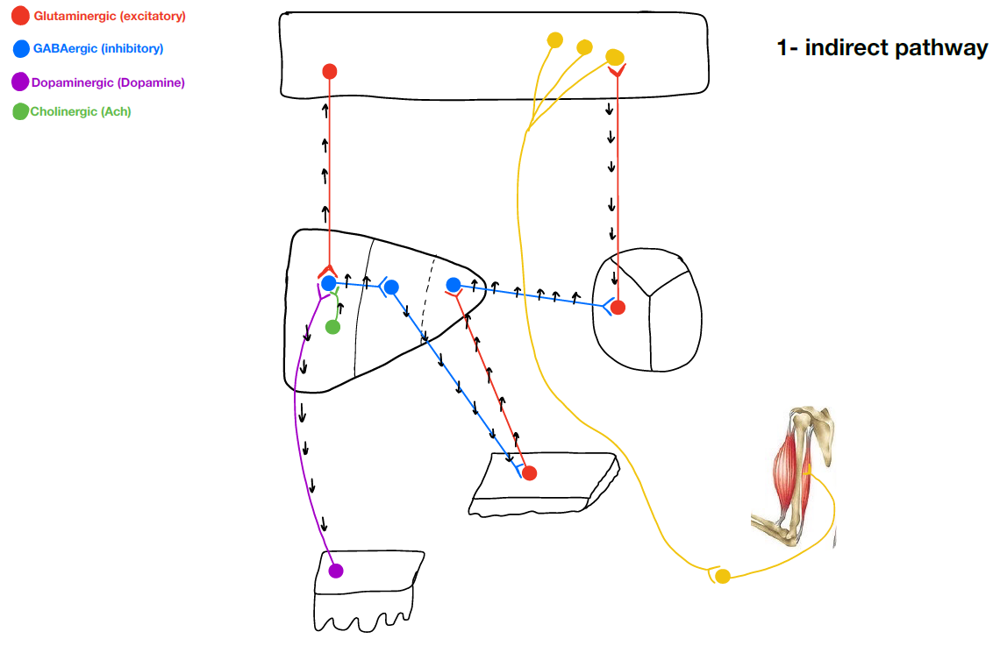 Glutaminergic (excitatory)
GABAergic (inhibitory)
Dopaminergic (Dopamine)
Cholinergic (Ach)
1- indirect pathway